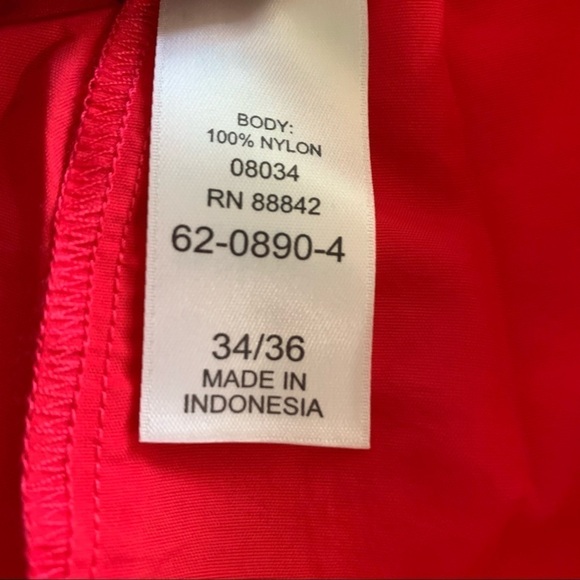 BODY:
100% NYLON
08034
RN 88842
62-0890-4
34/36
MADE IN
INDONESIA